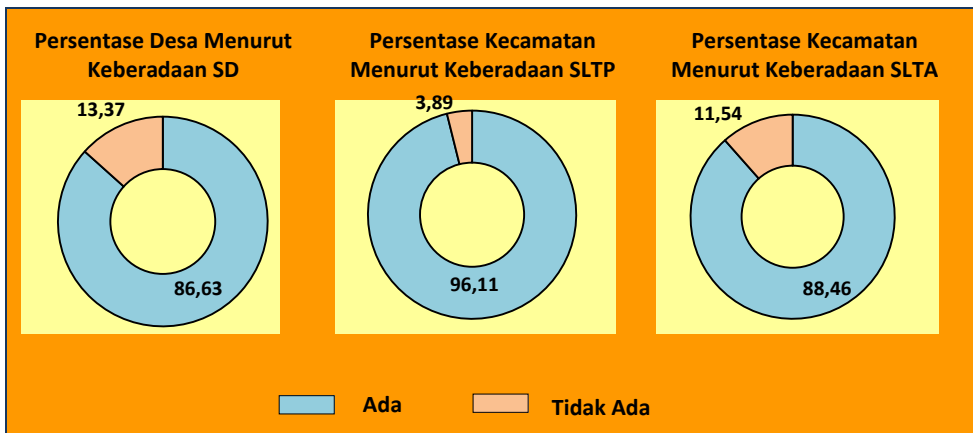 Persentase Desa Menurut
Keberadaan SD
13,37
86,63
Persentase Kecamatan
Menurut Keberadaan SLTP
3,89
96,11
Persentase Kecamatan
Menurut Keberadaan SLTA
11,54
88,46
Ada
Tidak Ada